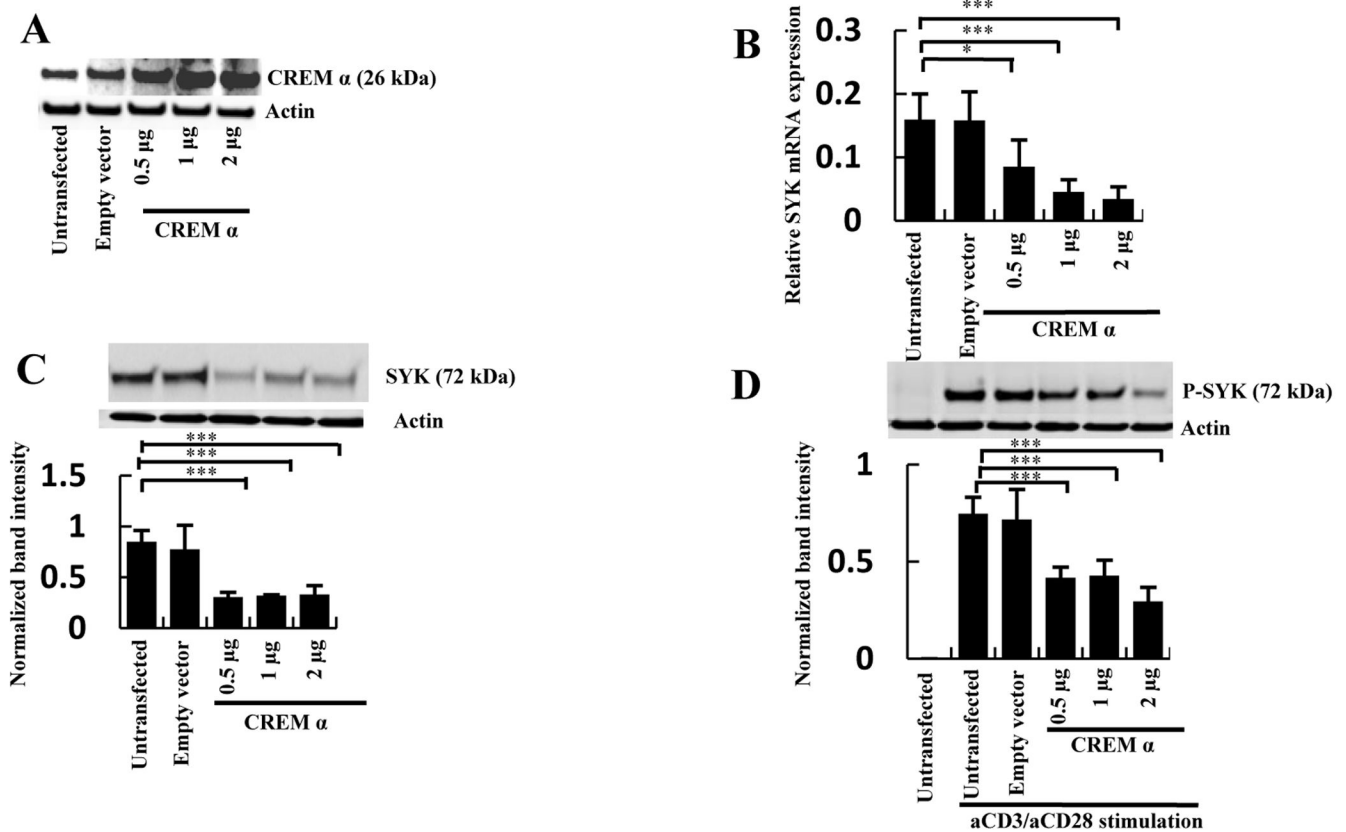 A
CREM α (26 kDa)
Actin
Untransfected
Empty vector
0.5 µg
1 µg
2 µg
CREM α
B
Relative SYK mRNA expression
0.3
0.2
0.1
0
***
***
*
Untransfected
Empty vector
0.5 µg
1 µg
2 µg
CREM α
C
SYK (72 kDa)
Actin
Normalized band intensity
1.5
1
0.5
0
***
***
***
Untransfected
Empty vector
0.5 µg
1 µg
2 µg
CREM α
D
P-SYK (72 kDa)
Actin
Normalized band intensity
1
0.5
0
***
***
***
Untransfected
Untransfected
Empty vector
0.5 µg
1 µg
2 µg
CREM α
aCD3/aCD28 stimulation